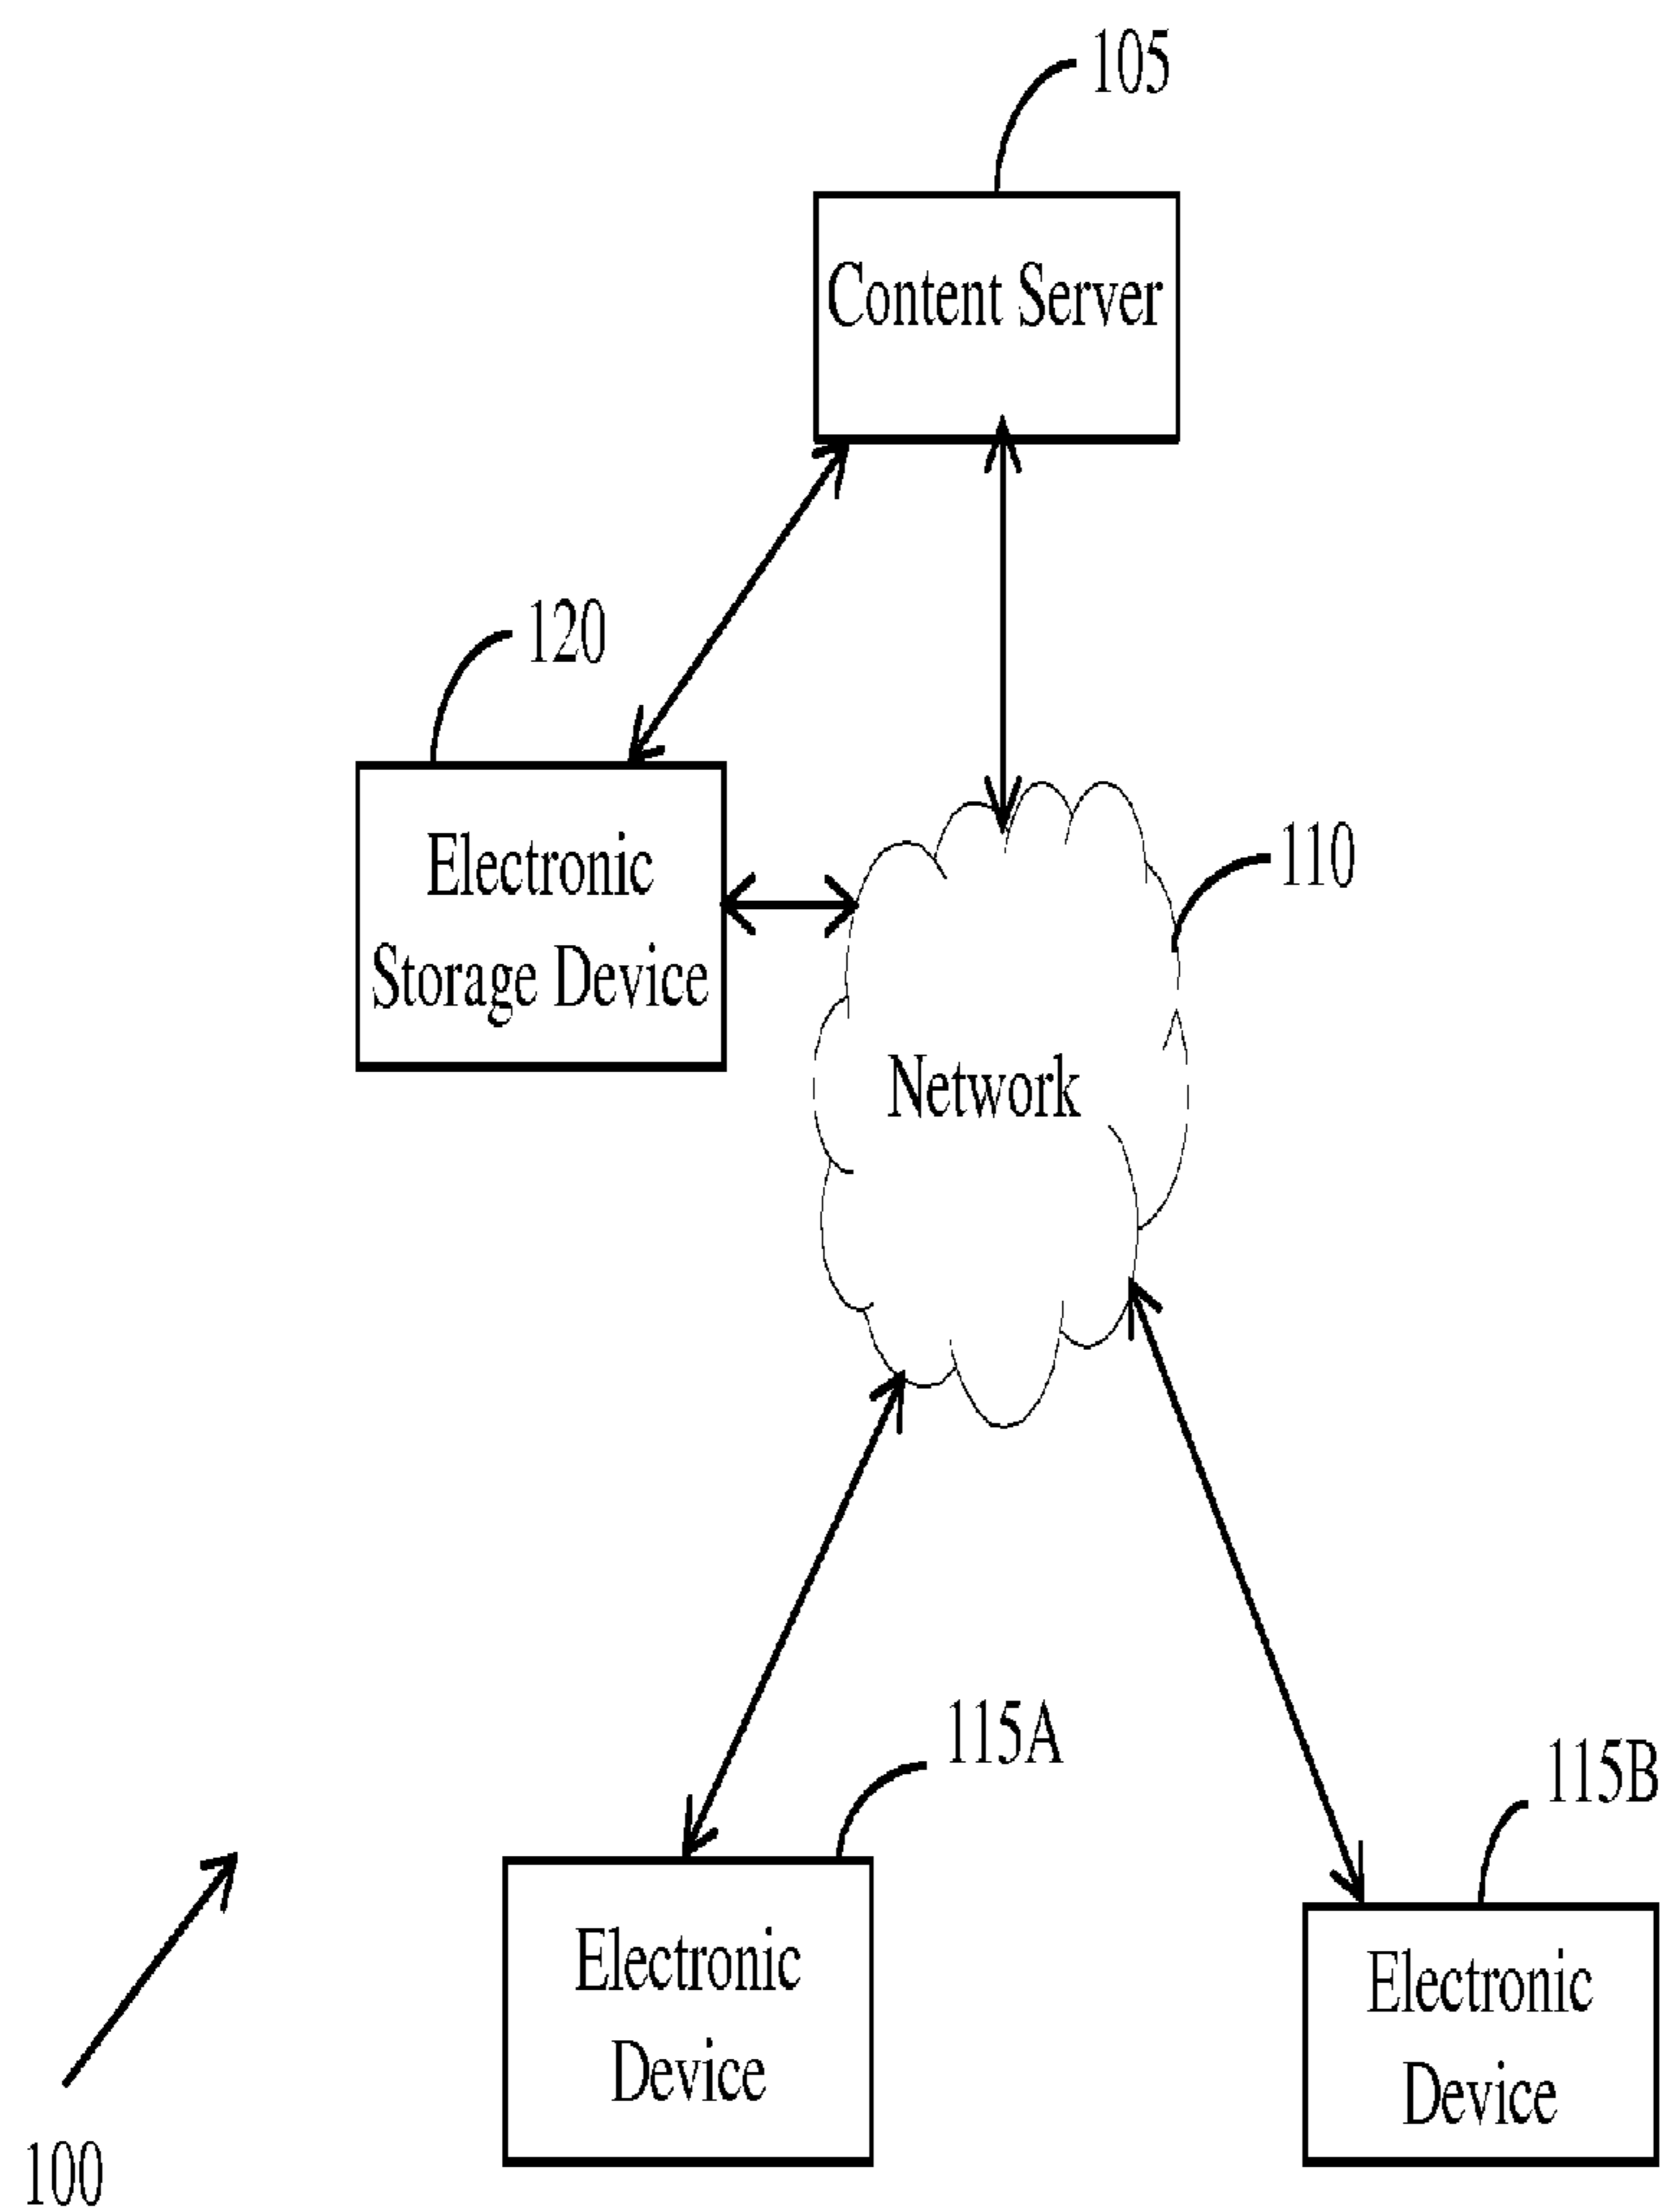 105
Content Server
120
Electronic
Storage Device
110
Network
115A
115B
Electronic
Device
Electronic
Device
100